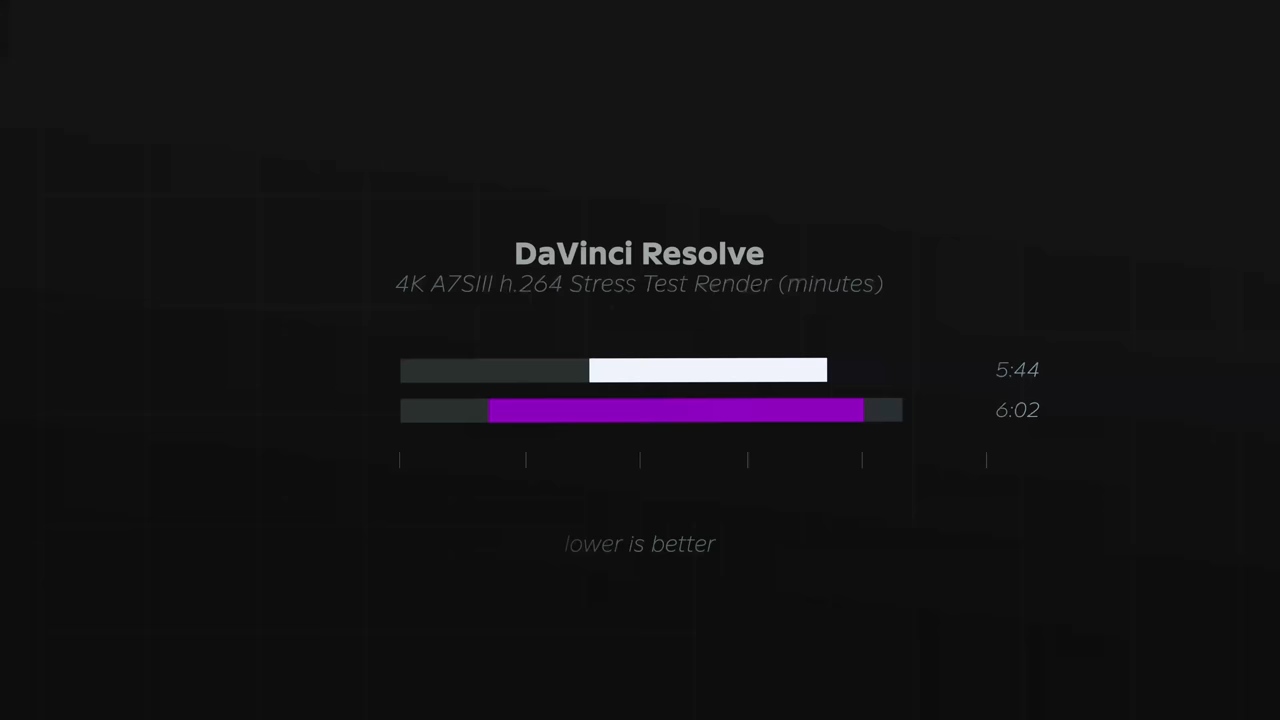 DaVinci Resolve
4K A7SIII h.264 Stress Test Render (minutes)
5:44
6:02
lower is better